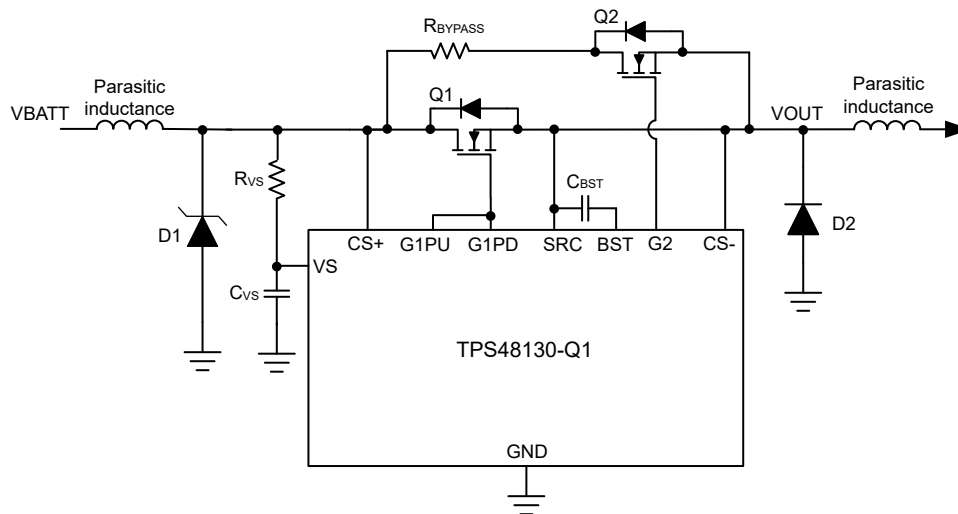 Q2
RBYPASS
Parasitic
inductance
VBATT
Q1
VOUT
Parasitic
inductance
RVS
CBST
D1
CS+
G1PU
G1PD
SRC
BST
G2
CS-
D2
VS
CVS
TPS48130-Q1
GND